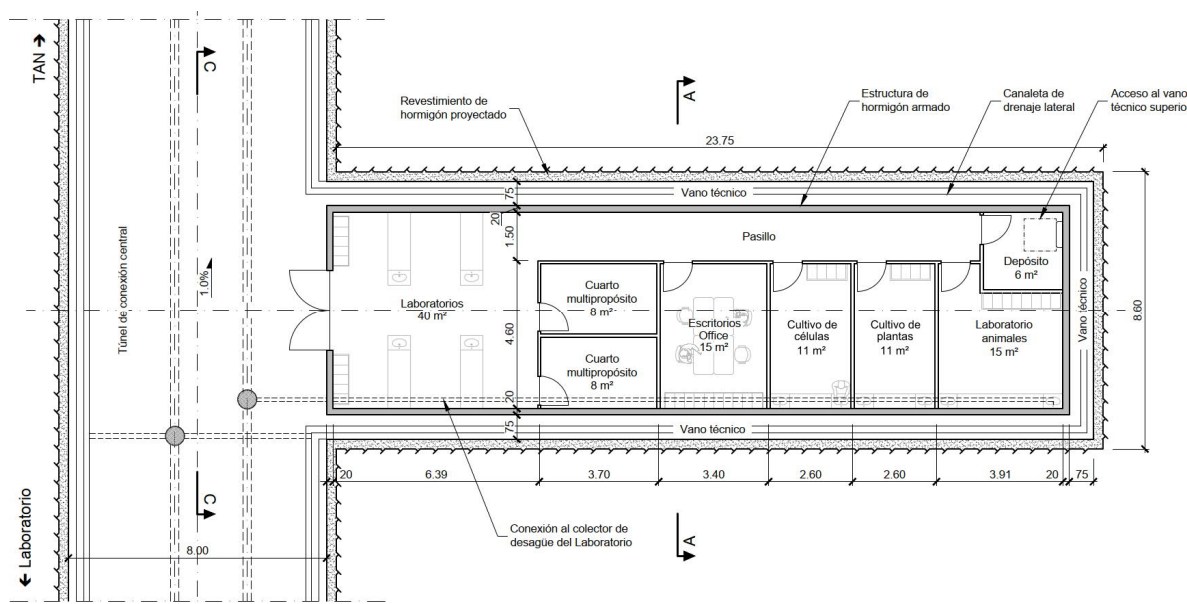 TAN →
C
Revestimiento de
hormigón proyectado
A
Estructura de
hormigón armado
Canaleta de
drenaje lateral
Acceso al vano
técnico superio
23.75
Vano técnico
75
20
1.50
Pasillo
Depósito
6 m²
Túnel de conexión central
1.0%
Laboratorios
40 m²
4.60
Cuarto
multipropósito
8 m²
Escritorios
Office
15 m²
Cultivo de
células
11 m²
Cultivo de
plantas
11 m²
Laboratorio
animales
15 m²
Vano técnico
8.60
Cuarto
multipropósito
8 m²
20
75
Vano técnico
20
6.39
3.70
3.40
2.60
2.60
3.91
20
75
C
← Laboratorio
8.00
Conexión al colector de
desagüe del Laboratorio
A